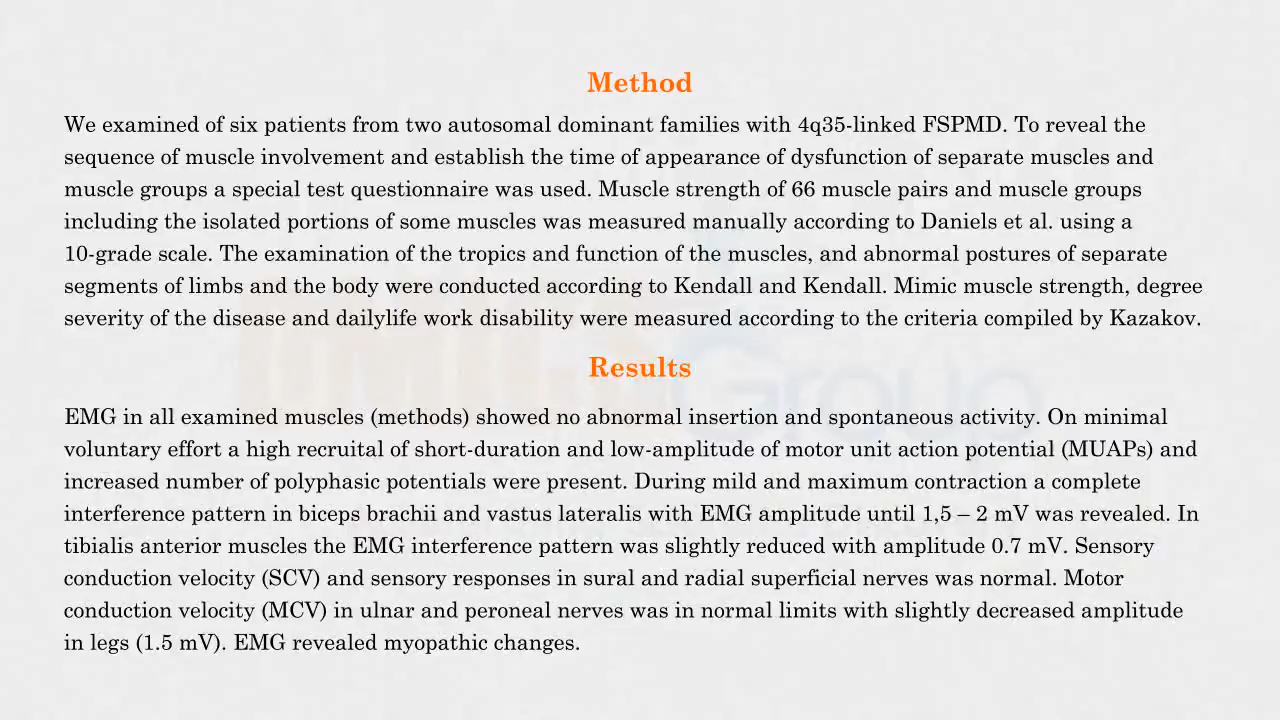 Method
We examined of six patients from two autosomal dominant families with 4q35-linked FSPMD. To reveal the
sequence of muscle involvement and establish the time of appearance of dysfunction of separate muscles and
muscle groups a special test questionnaire was used. Muscle strength of 66 muscle pairs and muscle groups
including the isolated portions of some muscles was measured manually according to Daniels et al. using a
10-grade scale. The examination of the tropics and function of the muscles, and abnormal postures of separate
segments of limbs and the body were conducted according to Kendall and Kendall. Mimic muscle strength, degree
severity of the disease and dailylife work disability were measured according to the criteria compiled by Kazakov.
Results
EMG in all examined muscles (methods) showed no abnormal insertion and spontaneous activity. On minimal
voluntary effort a high recruital of short-duration and low-amplitude of motor unit action potential (MUAPs) and
increased number of polyphasic potentials were present. During mild and maximum contraction a complete
interference pattern in biceps brachii and vastus lateralis with EMG amplitude until 1,5 – 2 mV was revealed. In
tibialis anterior muscles the EMG interference pattern was slightly reduced with amplitude 0.7 mV. Sensory
conduction velocity (SCV) and sensory responses in sural and radial superficial nerves was normal. Motor
conduction velocity (MCV) in ulnar and peroneal nerves was in normal limits with slightly decreased amplitude
in legs (1.5 mV). EMG revealed myopathic changes.
Group